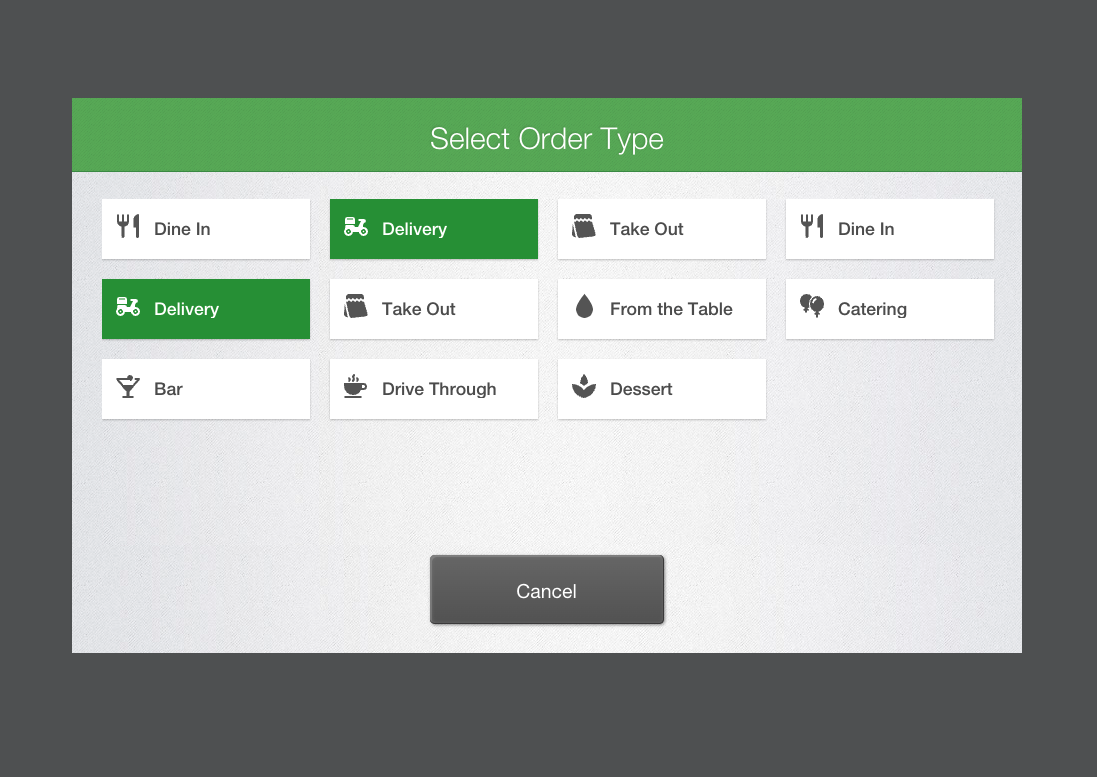 Select Order Type
Dine In
Delivery
Take Out
Dine In
Delivery
Take Out
From the Table
Catering
Bar
Drive Through
Dessert
Cancel